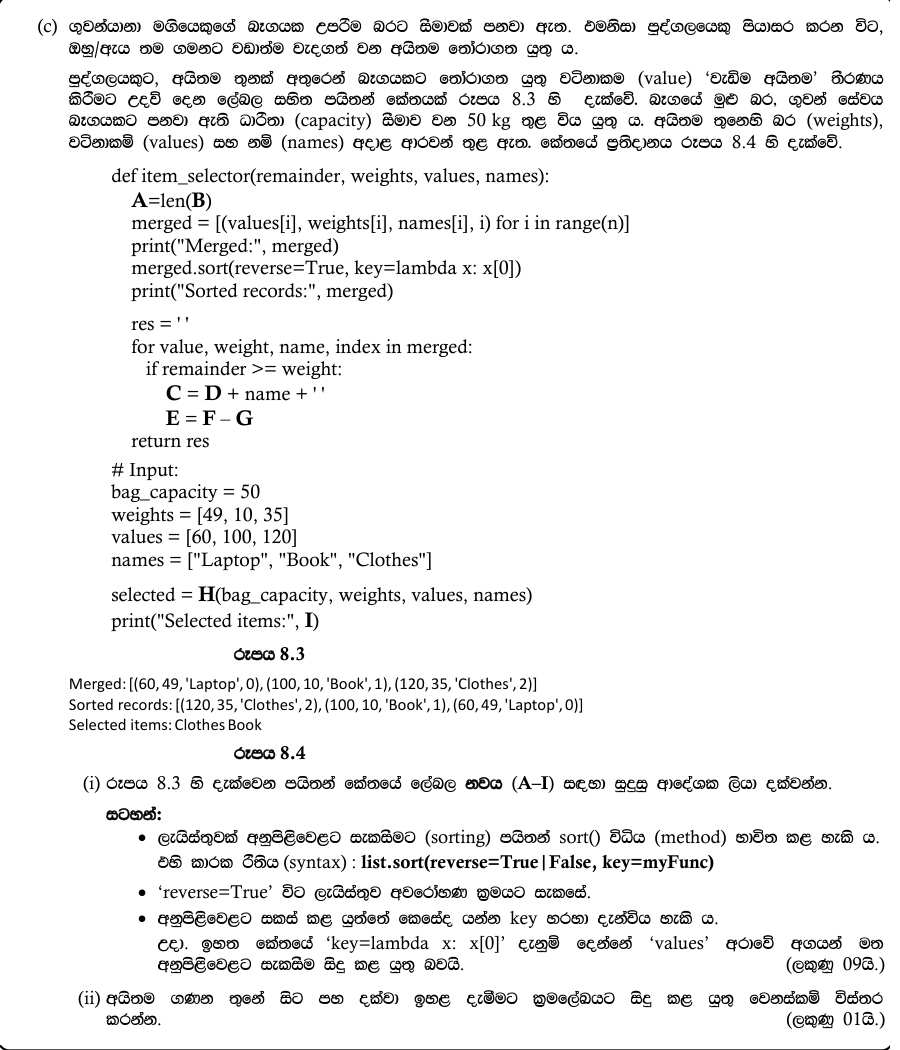 (c) ගුවන්යානා මගියෙකුගේ බෑගයක උපරිම බරට සීමාවක් පනවා ඇත. එමනිසා පුද්ගලයෙකු පියාසර කරන විට,
ඔහු/ඇය තම ගමනට වඩාත්ම වැදගත් වන අයිතම තෝරාගත යුතු ය.
පුද්ගලයකුට, අයිතම තුනක් අතුරෙන් බෑගයකට තෝරාගත යුතු වටිනාකම (value) ‘වැඩිම අයිතම’ තීරණය
කිරීමට උදව් දෙන ලේබල සහිත පයිතන් කේතයක් රූපය 8.3 හි දැක්වේ. බෑගයේ මුළු බර, ගුවන් සේවය
බෑගයකට පනවා ඇති ධාරිතා (capacity) සීමාව වන 50 kg තුළ විය යුතු ය. අයිතම තුනෙහි බර (weights),
වටිනාකම් (values) සහ නම් (names) අදාළ ආරාවන් තුළ ඇත. කේතයේ ප්‍රතිදානය රූපය 8.4 හි දැක්වේ.
def item_selector(remainder, weights, values, names):
A=len(B)
merged = [(values[i], weights[i], names[i], i) for i in range(n)]
print("Merged:", merged)
merged.sort(reverse=True, key=lambda x: x[0])
print("Sorted records:", merged)
res = ' '
for value, weight, name, index in merged:
if remainder >= weight:
C = D + name + ' '
E = F – G
return res
# Input:
bag_capacity = 50
weights = [49, 10, 35]
values = [60, 100, 120]
names = ["Laptop", "Book", "Clothes"]
selected = H(bag_capacity, weights, values, names)
print("Selected items:", I)
රූපය 8.3
Merged: [(60, 49, 'Laptop', 0), (100, 10, 'Book', 1), (120, 35, 'Clothes', 2)]
Sorted records: [(120, 35, 'Clothes', 2), (100, 10, 'Book', 1), (60, 49, 'Laptop', 0)]
Selected items: Clothes Book
රූපය 8.4
(i) රූපය 8.3 හි දැක්වෙන පයිතන් කේතයේ ලේබල නවය (A–I) සඳහා සුදුසු ආදේශක ලියා දක්වන්න.
සටහන්:
• ලැයිස්තුවක් අනුපිළිවෙළට සැකසීමට (sorting) පයිතන් sort() විධිය (method) භාවිත කළ හැකි ය.
එහි කාරක රීතිය (syntax) : list.sort(reverse=True|False, key=myFunc)
• ‘reverse=True’ විට ලැයිස්තුව අවරෝහණ ක්‍රමයට සැකසේ.
• අනුපිළිවෙළට සකස් කළ යුත්තේ කෙසේද යන්න key හරහා දැන්විය හැකි ය.
උදා. ඉහත කේතයේ ‘key=lambda x: x[0]’ දැනුම් දෙන්නේ ‘values’ අරාවේ අගයන් මත
අනුපිළිවෙළට සැකසීම සිදු කළ යුතු බවයි. (ලකුණු 09යි.)
(ii) අයිතම ගණන තුනේ සිට පහ දක්වා ඉහළ දැමීමට ක්‍රමලේඛයට සිදු කළ යුතු වෙනස්කම් විස්තර
කරන්න. (ලකුණු 01යි.)